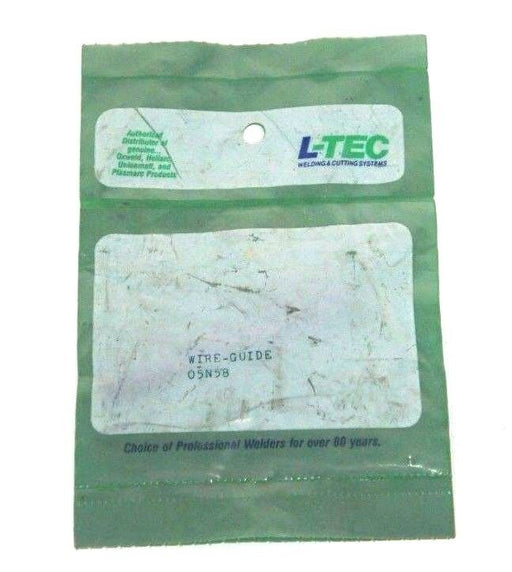 Authorized
Distributor of
genuine...
Oxweld, Heliarc,
Unionmelt, and
Plasmarc Products
L-TEC
WELDING & CUTTING SYSTEMS
WIRE-GUIDE
05N58
Choice of Professional Welders for over 80 years.